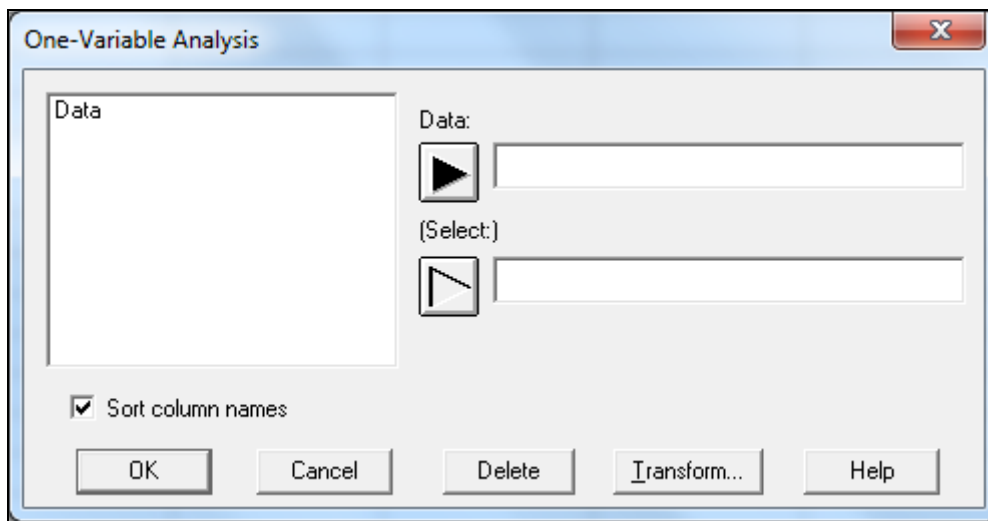 One-Variable Analysis
Data
Data:
(Select:)
Sort column names
OK Cancel Delete Transform... Help